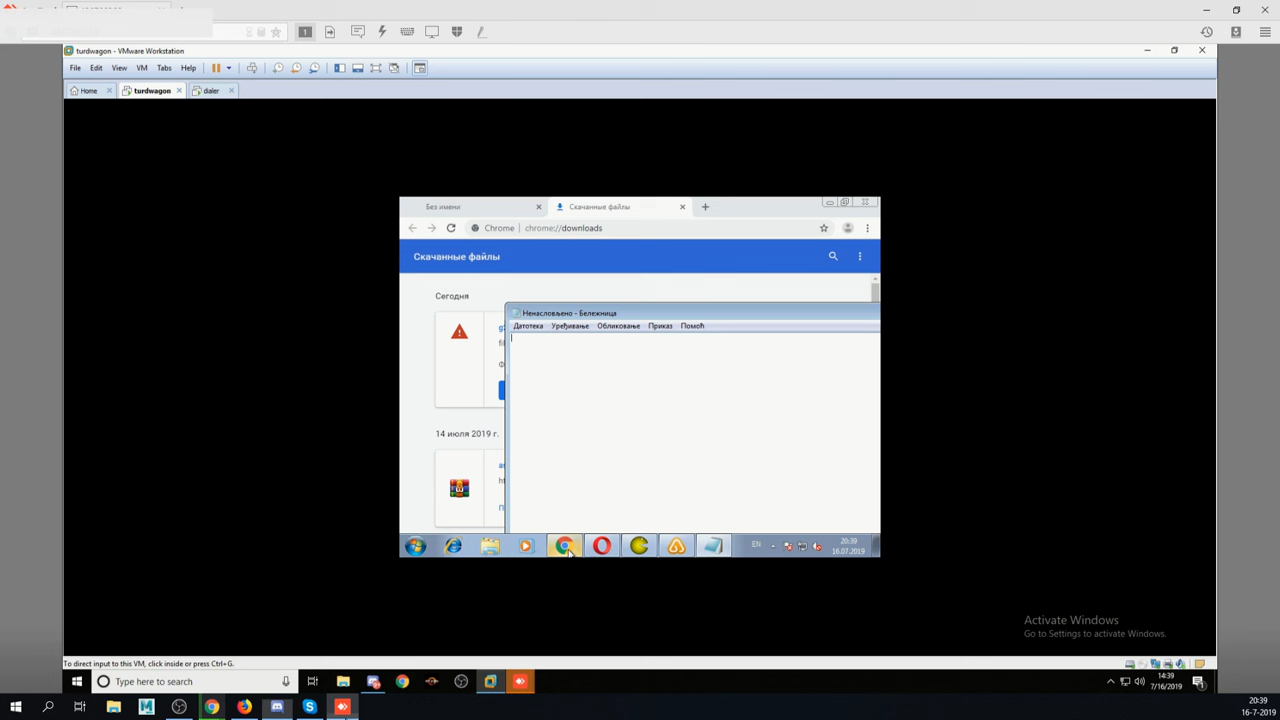 turdwagon - VMware Workstation
File Edit View VM Tabs Help
Home turdwagon dialer
Без имени Скачанные файлы
Chrome chrome://downloads
Скачанные файлы
Сегодня
Ненасловљено - Бележница
Датотека Уређивање Обликовање Приказ Помоћ
14 июля 2019 г.
EN 20:39
16.07.2019
Activate Windows
Go to Settings to activate Windows.
To direct input to this VM, click inside or press Ctrl+G.
Type here to search 14:39
7/16/2019
20:39
16-7-2019